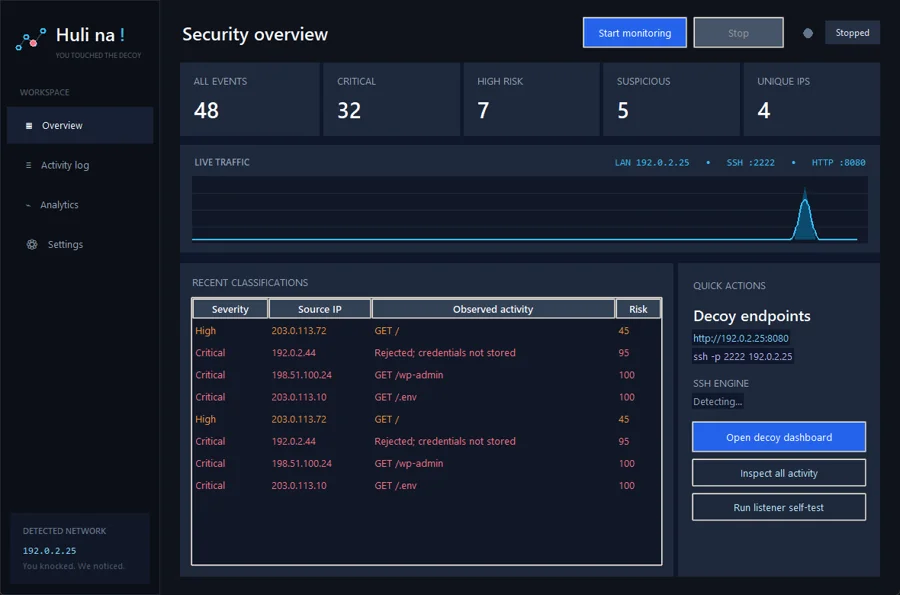 Huli na !
YOU TOUCHED THE DECOY
WORKSPACE
Overview
Activity log
Analytics
Settings
DETECTED NETWORK
192.0.2.25
You knocked. We noticed.
Security overview
Start monitoring
Stop
Stopped
ALL EVENTS
48
CRITICAL
32
HIGH RISK
7
SUSPICIOUS
5
UNIQUE IPS
4
LIVE TRAFFIC
LAN 192.0.2.25 • SSH :2222 • HTTP :8080
RECENT CLASSIFICATIONS
Severity Source IP Observed activity Risk
High 203.0.113.72 GET / 45
Critical 192.0.2.44 Rejected; credentials not stored 95
Critical 198.51.100.24 GET /wp-admin 100
Critical 203.0.113.10 GET /.env 100
High 203.0.113.72 GET / 45
Critical 192.0.2.44 Rejected; credentials not stored 95
Critical 198.51.100.24 GET /wp-admin 100
Critical 203.0.113.10 GET /.env 100
QUICK ACTIONS
Decoy endpoints
http://192.0.2.25:8080
ssh -p 2222 192.0.2.25
SSH ENGINE
Detecting...
Open decoy dashboard
Inspect all activity
Run listener self-test